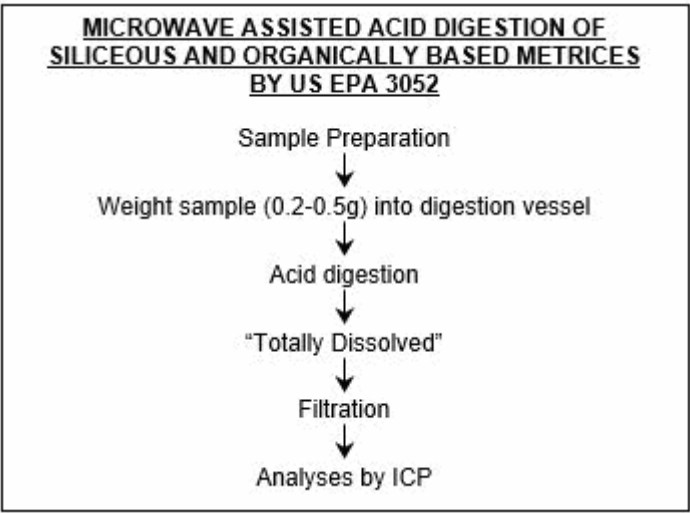 MICROWAVE ASSISTED ACID DIGESTION OF
SILICEOUS AND ORGANICALLY BASED METRICES
BY US EPA 3052
Sample Preparation
Weight sample (0.2-0.5g) into digestion vessel
Acid digestion
“Totally Dissolved”
Filtration
Analyses by ICP